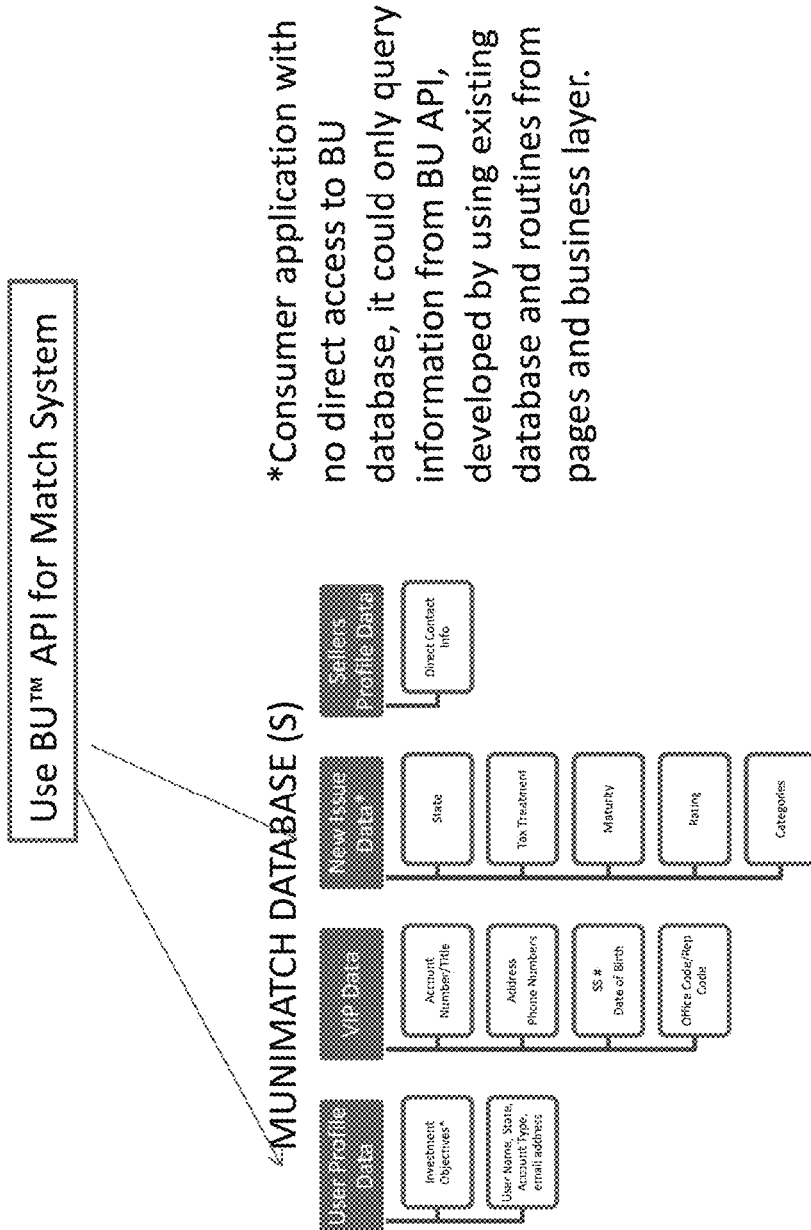 Use BU™ API for Match System
MUNIMATCH DATABASE (S)
User Profile
Data
Investment
Objectives*
User Name, State,
Account Type,
email address
VIP Data
Account
Number/Title
Address
Phone Numbers
SS #
Date of Birth
Office Code/Rep
Code
New Issue
Data*
State
Tax Treatment
Maturity
Rating
Categories
Sellers
Profile Data
Direct Contact
Info
*Consumer application with
no direct access to BU
database, it could only query
information from BU API,
developed by using existing
database and routines from
pages and business layer.